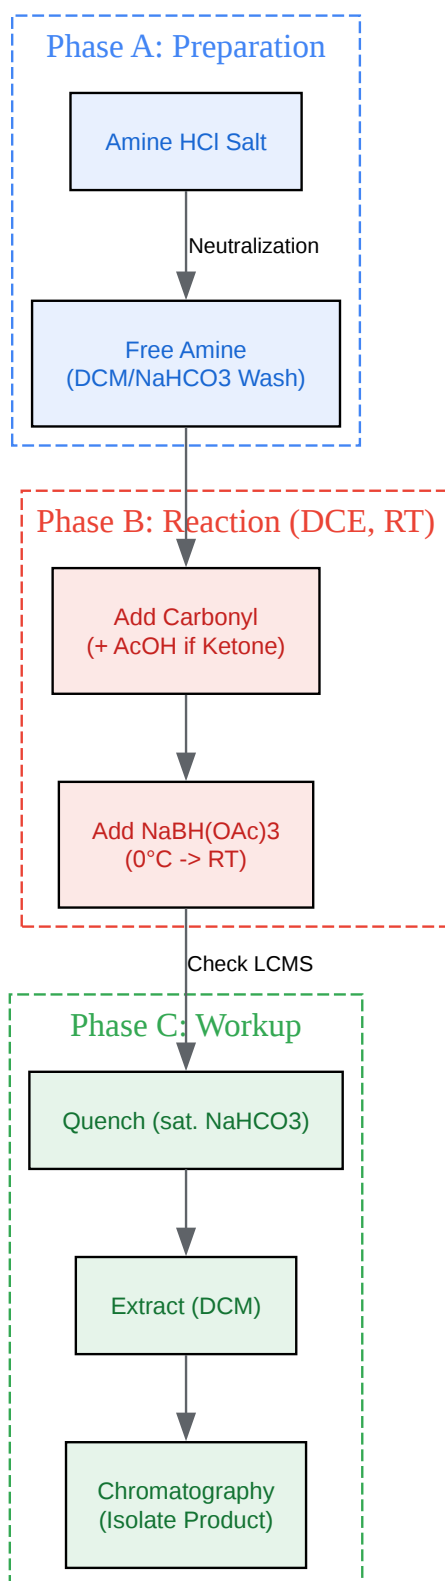 Phase A: Preparation
Amine HCl Salt
Neutralization
Free Amine
(DCM/NaHCO3 Wash)
Phase B: Reaction (DCE, RT)
Add Carbonyl
(+ AcOH if Ketone)
Add NaBH(OAc)3
(0°C -> RT)
Check LCMS
Phase C: Workup
Quench (sat. NaHCO3)
Extract (DCM)
Chromatography
(Isolate Product)